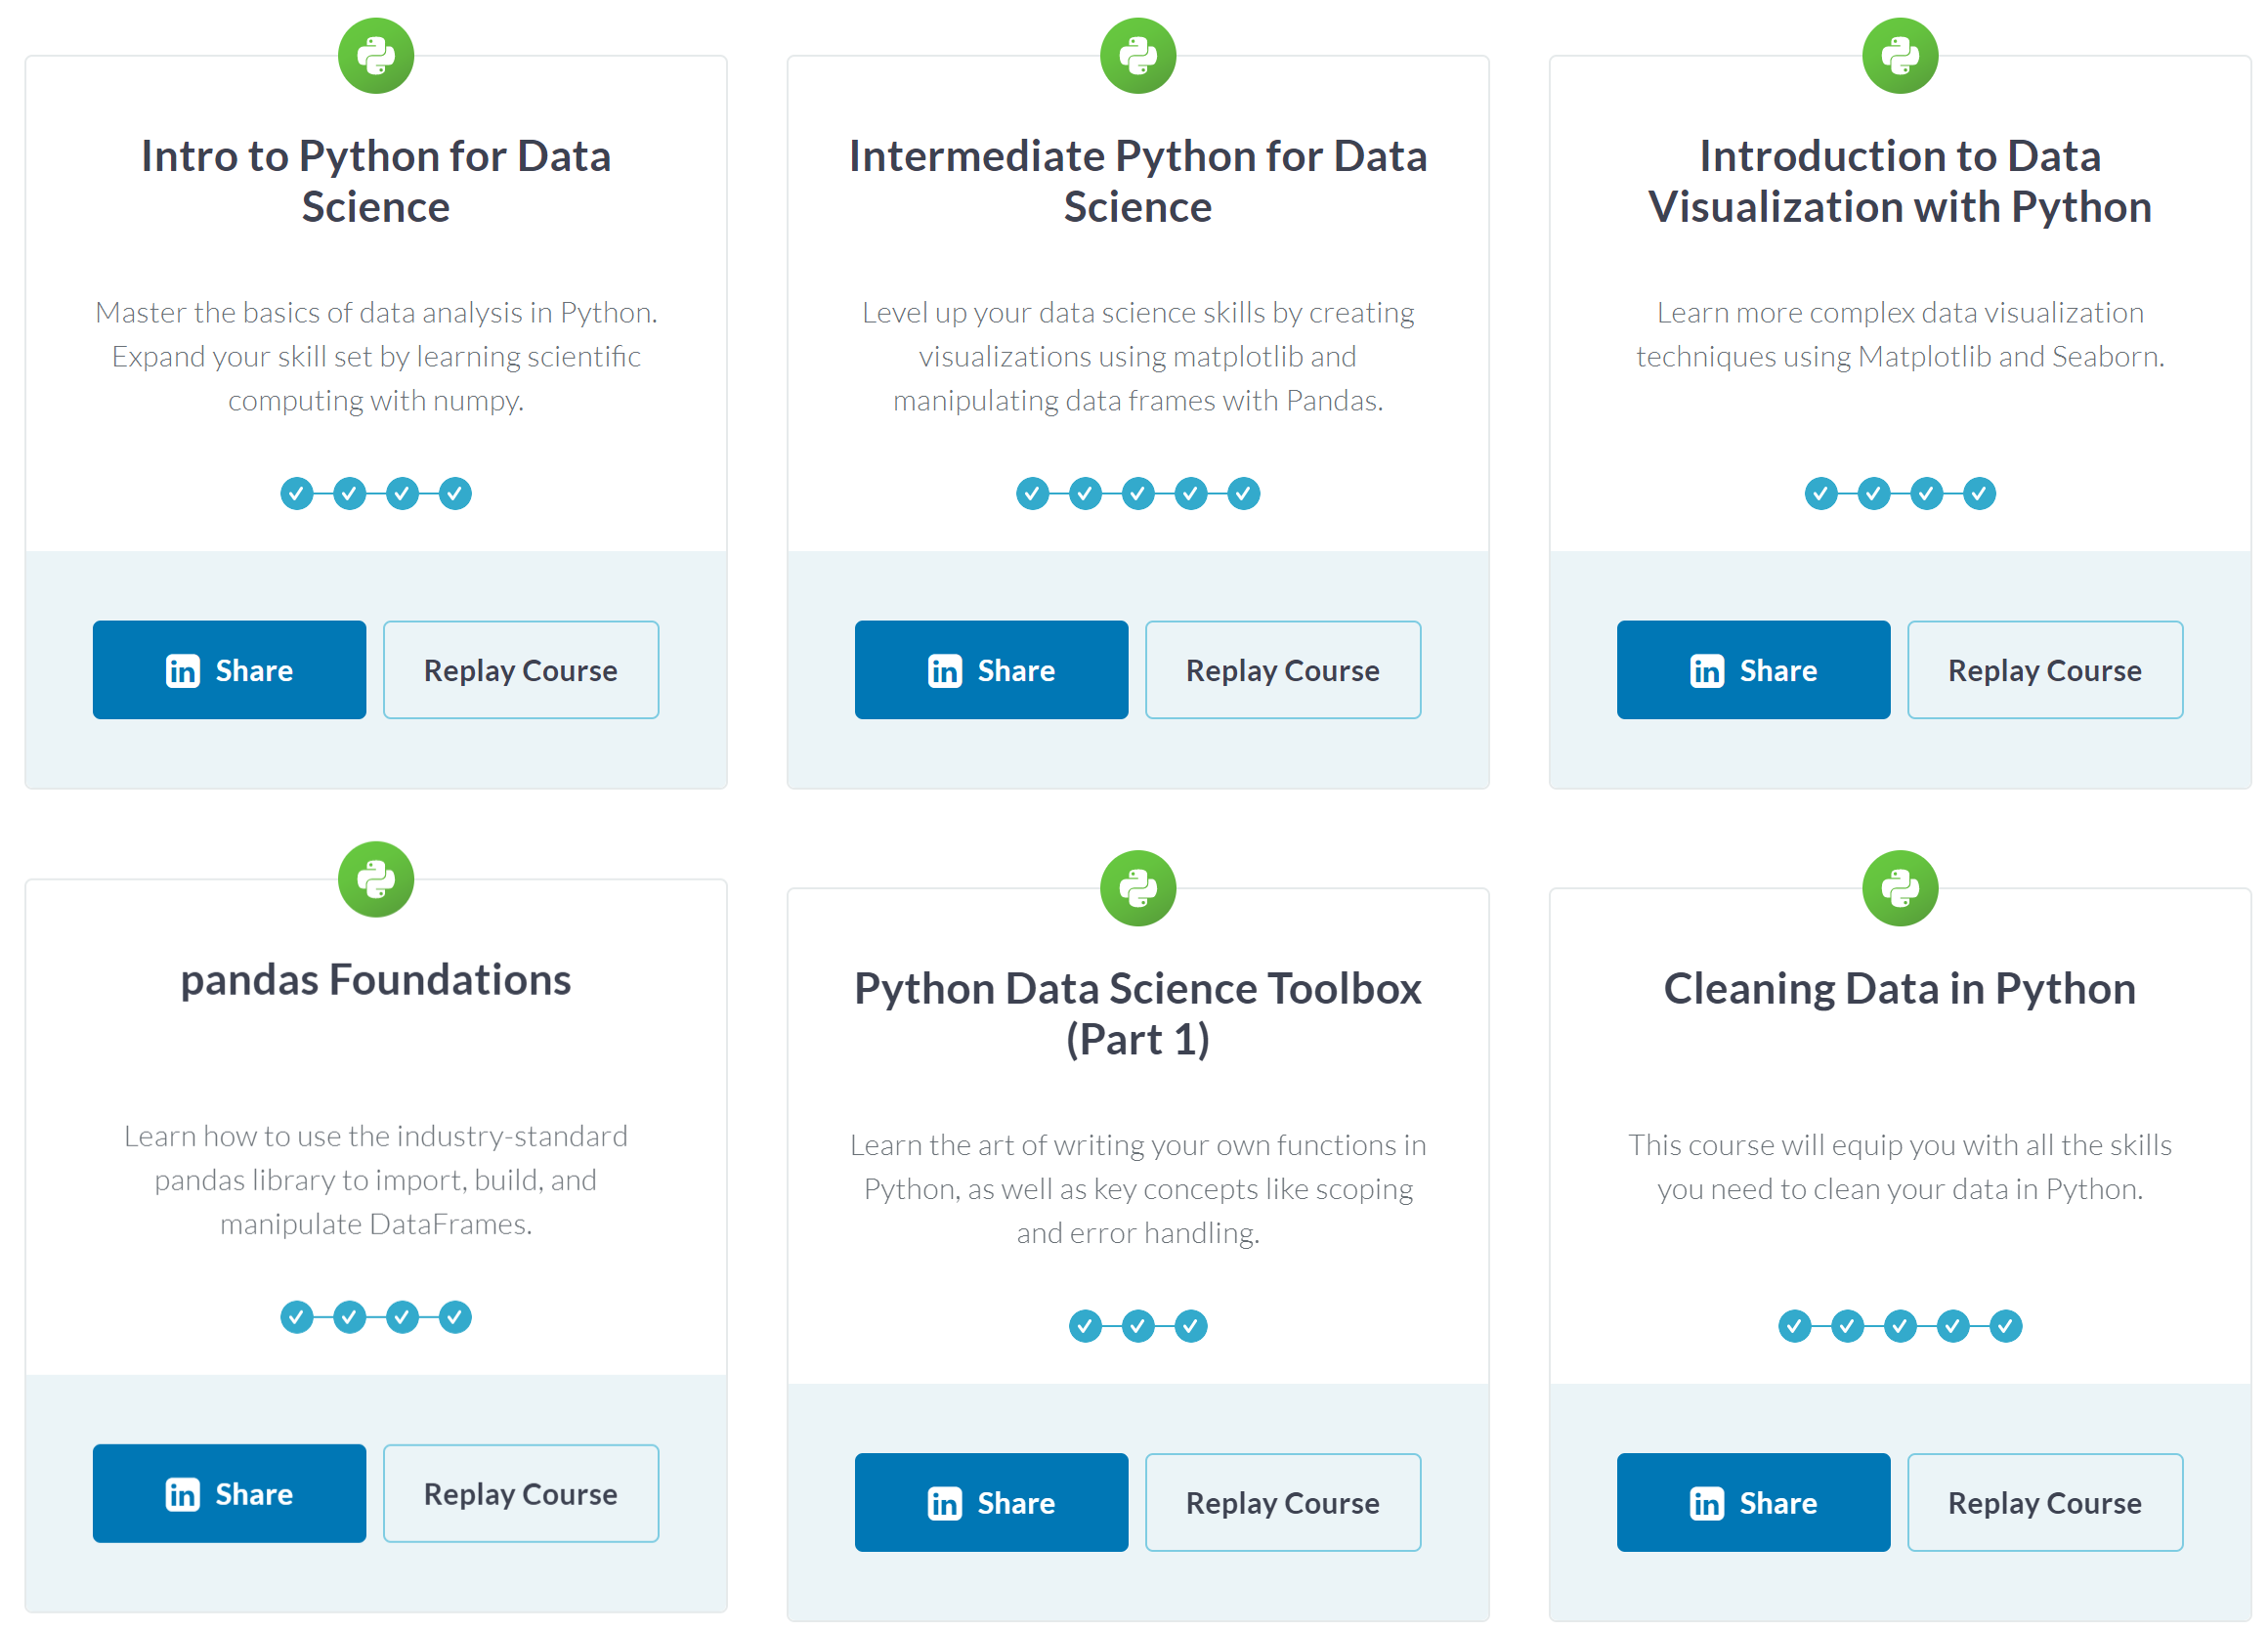 Intro to Python for Data
Science
Master the basics of data analysis in Python.
Expand your skill set by learning scientific
computing with numpy.
in Share
Replay Course
Intermediate Python for Data
Science
Level up your data science skills by creating
visualizations using matplotlib and
manipulating data frames with Pandas.
in Share
Replay Course
Introduction to Data
Visualization with Python
Learn more complex data visualization
techniques using Matplotlib and Seaborn.
in Share
Replay Course
pandas Foundations
Learn how to use the industry-standard
pandas library to import, build, and
manipulate DataFrames.
in Share
Replay Course
Python Data Science Toolbox
(Part 1)
Learn the art of writing your own functions in
Python, as well as key concepts like scoping
and error handling.
in Share
Replay Course
Cleaning Data in Python
This course will equip you with all the skills
you need to clean your data in Python.
in Share
Replay Course